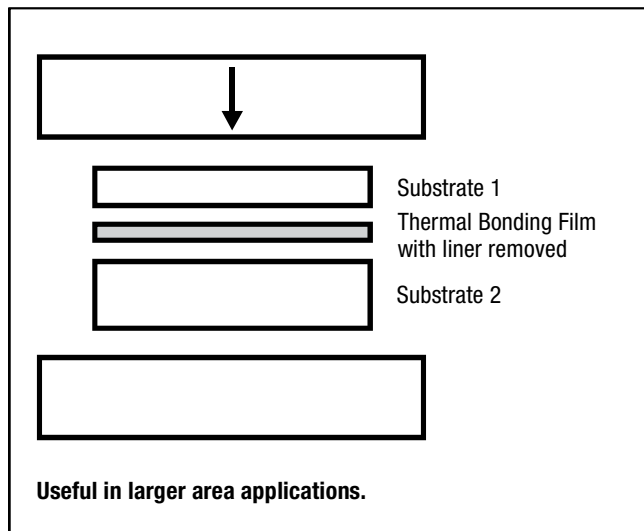 Substrate 1
Thermal Bonding Film
with liner removed
Substrate 2
Useful in larger area applications.